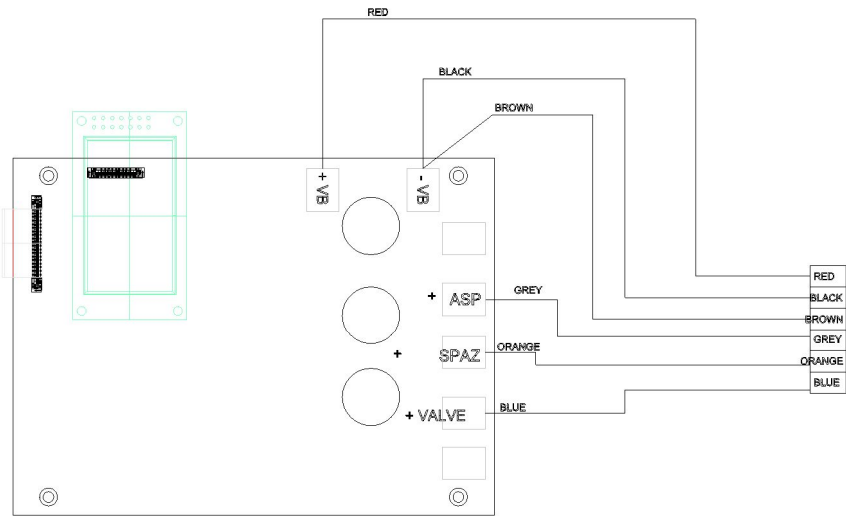 RED
BLACK
BROWN
+ VB
- VB
RED
GREY
+ ASP
BLACK
BROWN
GREY
ORANGE
+ SPAZ
ORANGE
BLUE
BLUE
+ VALVE